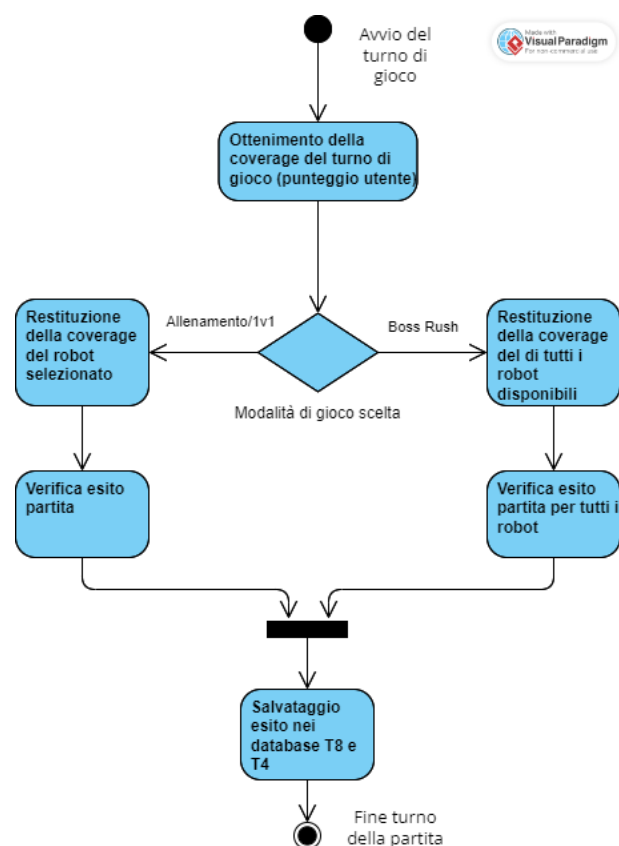 Avvio del
turno di
gioco
Made with
Visual Paradigm
For non-commercial use
Ottenimento della
coverage del turno di
gioco (punteggio utente)
Restituzione
della coverage
del robot
selezionato
Allenamento/1v1
Boss Rush
Restituzione
della coverage
del di tutti i
robot
disponibili
Modalità di gioco scelta
Verifica esito
partita
Verifica esito
partita per tutti i
robot
Salvataggio
esito nei
database T8 e
T4
Fine turno
della partita